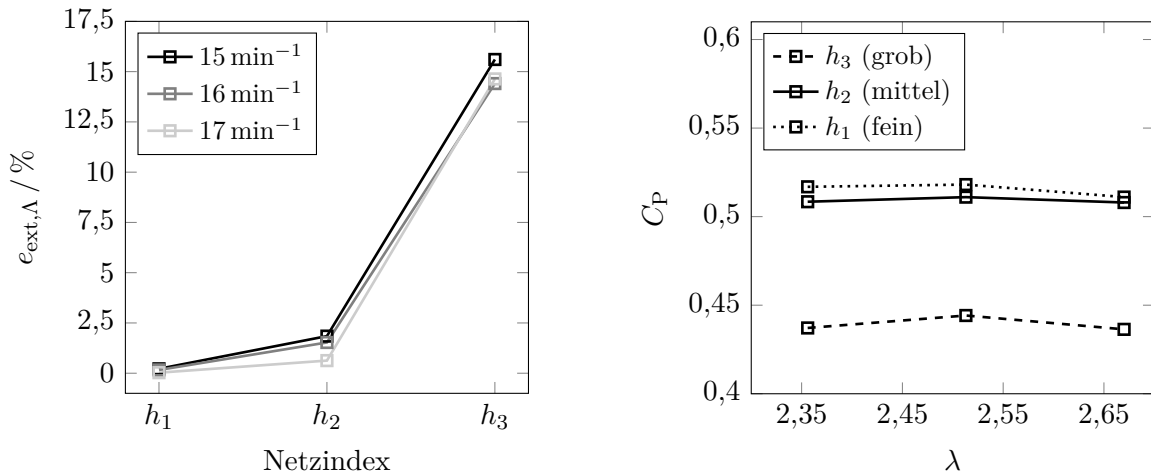 17,5
15
12,5
10
7,5
5
2,5
0
e_ext,Λ / %
15 min⁻¹
16 min⁻¹
17 min⁻¹
h₁
h₂
h₃
Netzindex
0,6
0,55
0,5
0,45
0,4
C_P
h₃ (grob)
h₂ (mittel)
h₁ (fein)
2,35
2,45
2,55
2,65
λ